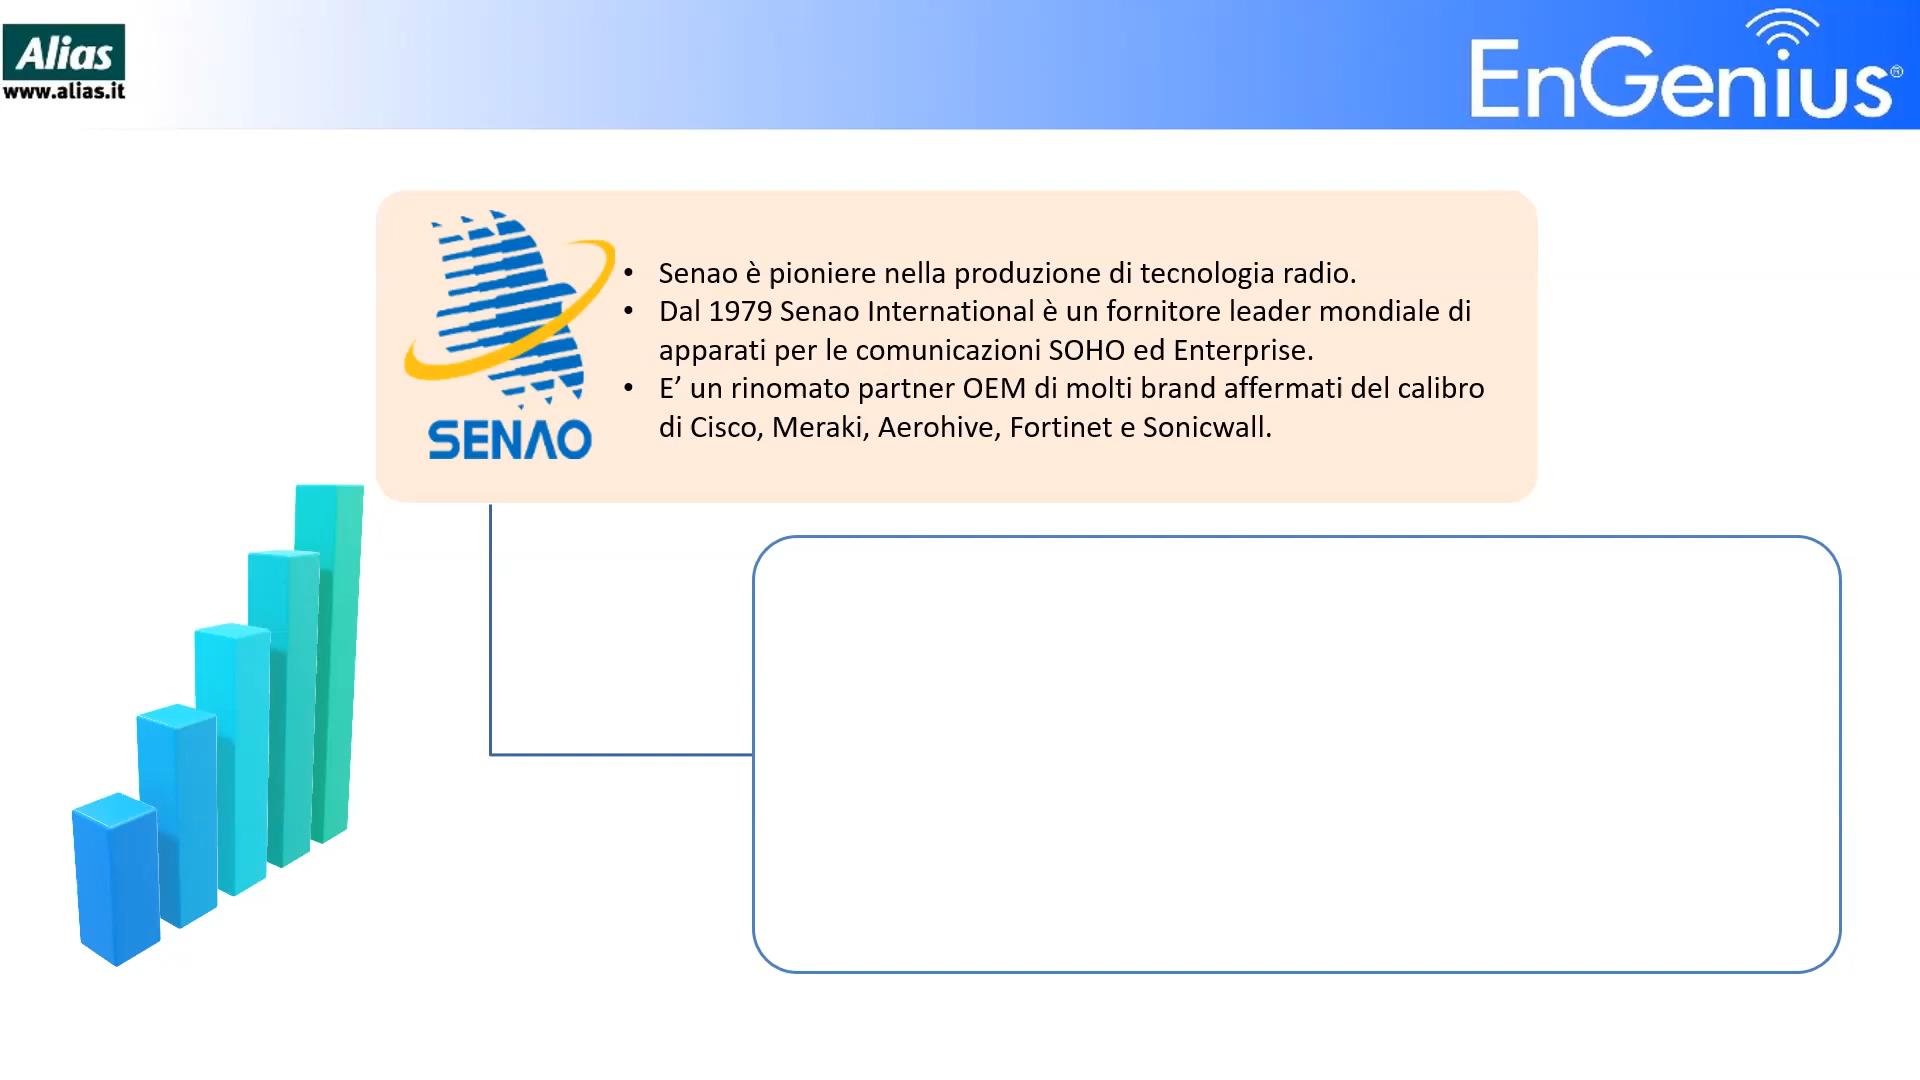 Alias
www.alias.it
EnGenius®
• Senao è pioniere nella produzione di tecnologia radio.
• Dal 1979 Senao International è un fornitore leader mondiale di
apparati per le comunicazioni SOHO ed Enterprise.
• E’ un rinomato partner OEM di molti brand affermati del calibro
di Cisco, Meraki, Aerohive, Fortinet e Sonicwall.
SENAO